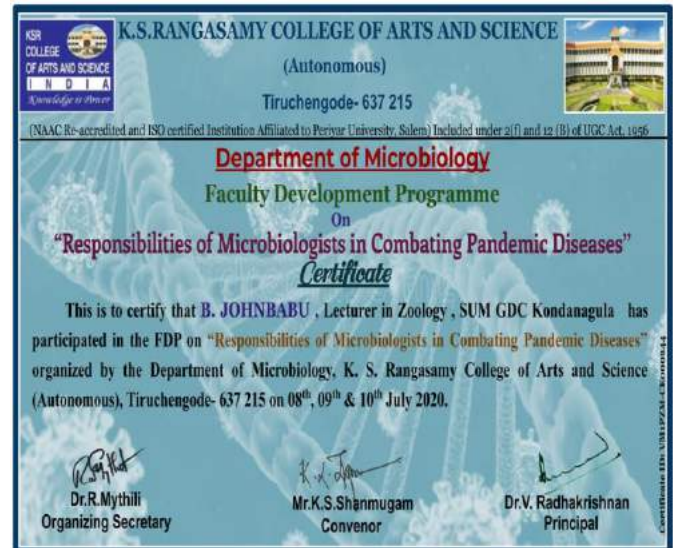 KSR
COLLEGE
OF ARTS AND SCIENCE
I N D I A
Knowledge is Power
K.S.RANGASAMY COLLEGE OF ARTS AND SCIENCE
(Autonomous)
Tiruchengode- 637 215
(NAAC Re-accredited and ISO certified Institution Affiliated to Periyar University, Salem) Included under 2(f) and 12 (B) of UGC Act, 1956
Department of Microbiology
Faculty Development Programme
On
“Responsibilities of Microbiologists in Combating Pandemic Diseases”
Certificate
This is to certify that B. JOHNBABU , Lecturer in Zoology , SUM GDC Kondanagula has
participated in the FDP on “Responsibilities of Microbiologists in Combating Pandemic Diseases”
organized by the Department of Microbiology, K. S. Rangasamy College of Arts and Science
(Autonomous), Tiruchengode- 637 215 on 08th, 09th & 10th July 2020.
Dr.R.Mythili
Organizing Secretary
Mr.K.S.Shanmugam
Convenor
Dr.V. Radhakrishnan
Principal
Certificate ID: